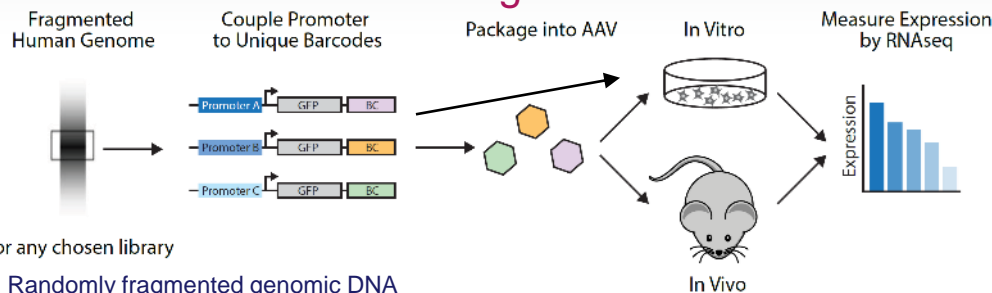 Fragmented
Human Genome
Couple Promoter
to Unique Barcodes
Package into AAV
In Vitro
Measure Expression
by RNAseq
Promoter A GFP BC
Promoter B GFP BC
Promoter C GFP BC
Expression
or any chosen library
Randomly fragmented genomic DNA
In Vivo